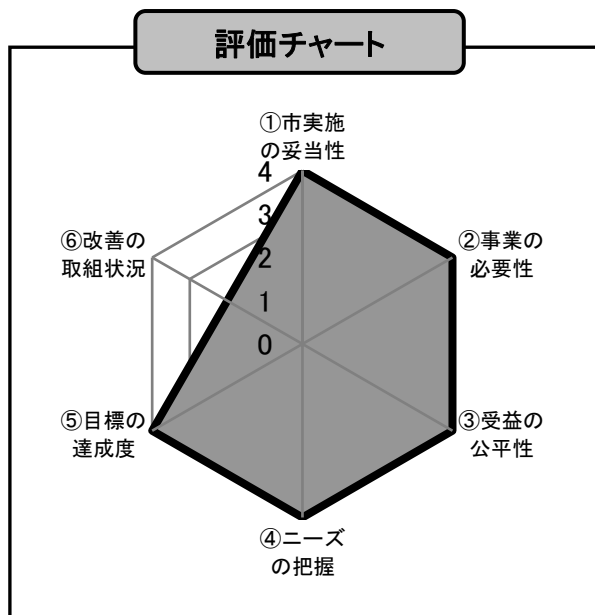 評価チャート
①市実施
の妥当性
4
3
2
1
0
②事業の
必要性
③受益の
公平性
④ニーズ
の把握
⑤目標の
達成度
⑥改善の
取組状況